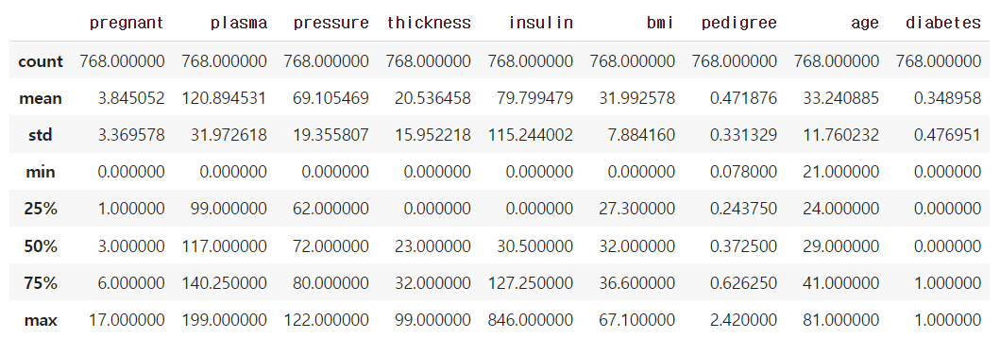 pregnant plasma pressure thickness insulin bmi pedigree age diabetes
count 768.000000 768.000000 768.000000 768.000000 768.000000 768.000000 768.000000 768.000000 768.000000
mean 3.845052 120.894531 69.105469 20.536458 79.799479 31.992578 0.471876 33.240885 0.348958
std 3.369578 31.972618 19.355807 15.952218 115.244002 7.884160 0.331329 11.760232 0.476951
min 0.000000 0.000000 0.000000 0.000000 0.000000 0.000000 0.078000 21.000000 0.000000
25% 1.000000 99.000000 62.000000 0.000000 0.000000 27.300000 0.243750 24.000000 0.000000
50% 3.000000 117.000000 72.000000 23.000000 30.500000 32.000000 0.372500 29.000000 0.000000
75% 6.000000 140.250000 80.000000 32.000000 127.250000 36.600000 0.626250 41.000000 1.000000
max 17.000000 199.000000 122.000000 99.000000 846.000000 67.100000 2.420000 81.000000 1.000000